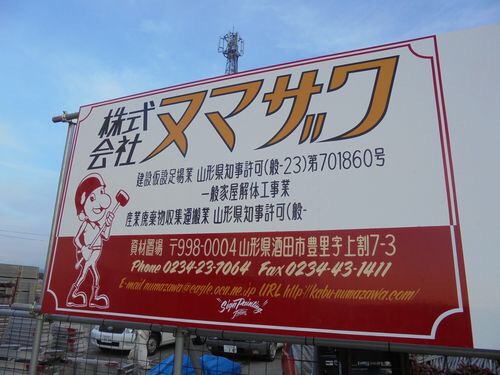 株式会社 ヌマサワ
建設仮設足場業 山形県知事許可(般-23)第701860号
一般家屋解体工事業
産業廃棄物収集運搬業 山形県知事許可(般-
資材置場 〒998-0004 山形県酒田市豊里字上割7-3
Phone 0234-23-7064 Fax 0234-43-1411
E-mail numazawa@eagle.ocn.ne.jp URL http://kabu-numazawa.com/